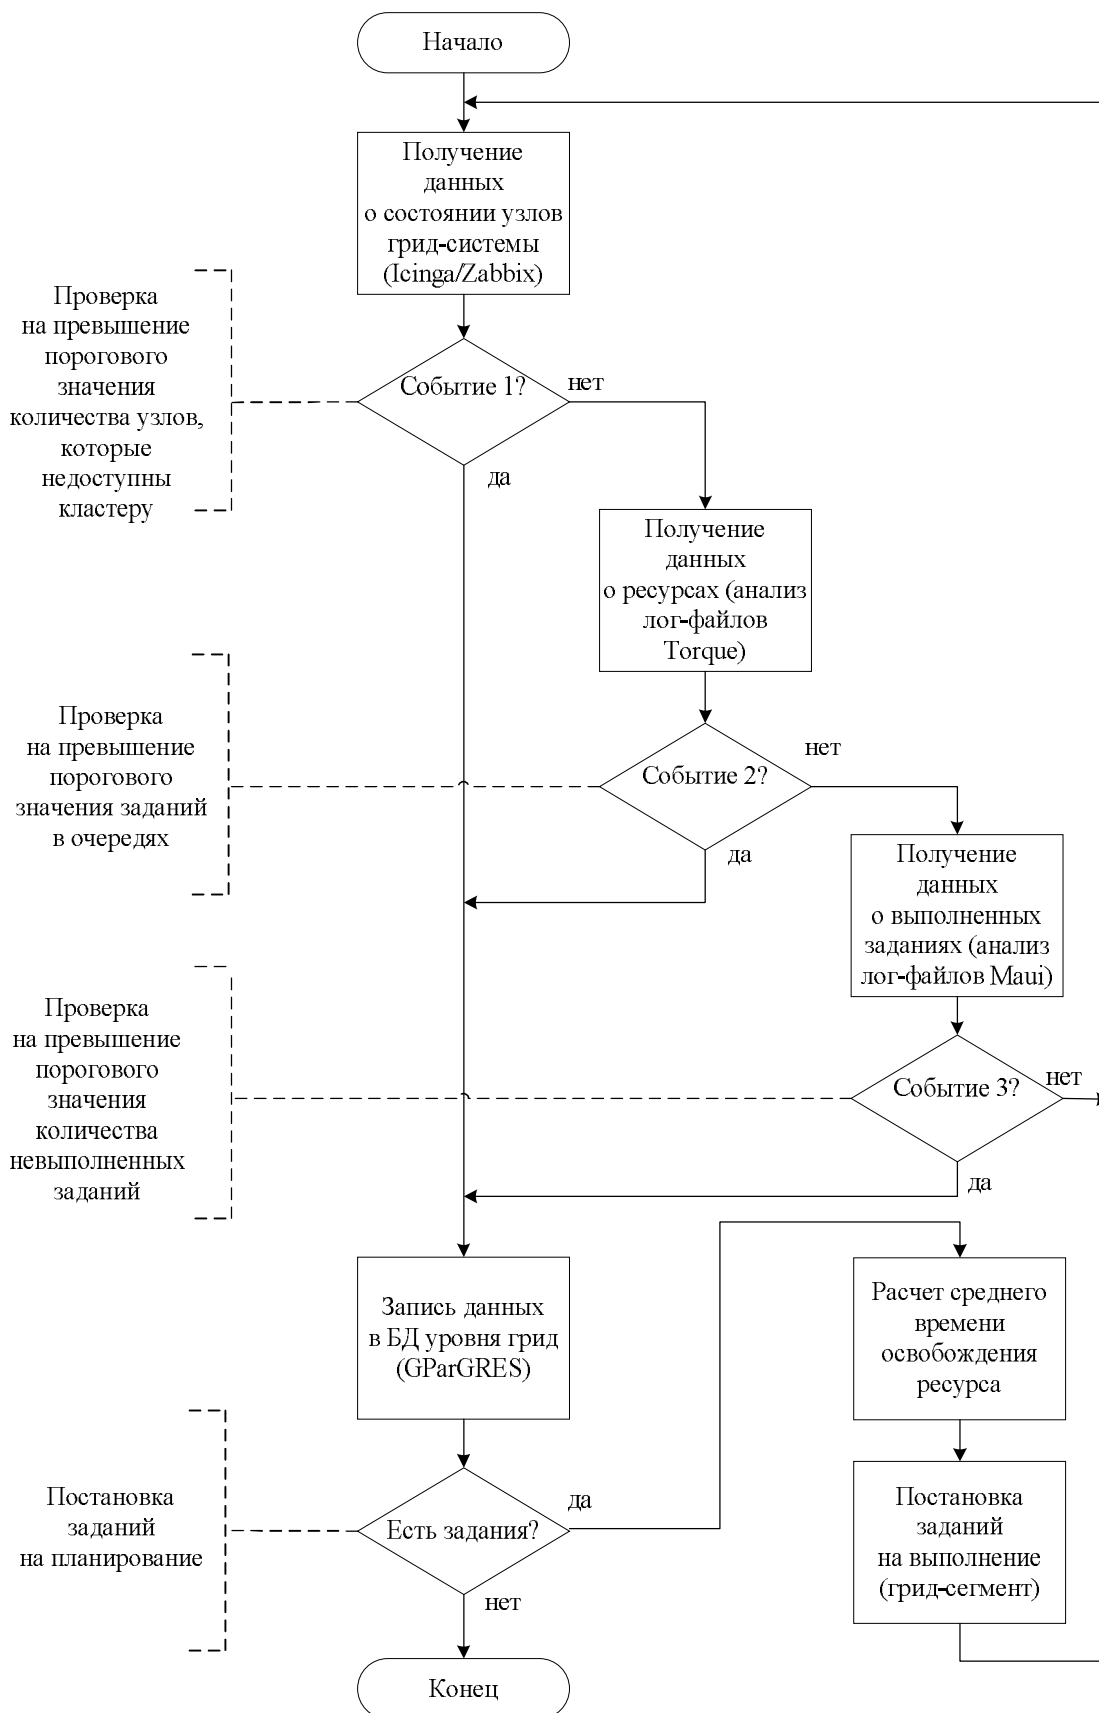 Начало
Получение
данных
о состоянии узлов
грид-системы
(Icinga/Zabbix)
Проверка
на превышение
порогового
значения
количества узлов,
которые
недоступны
кластеру
Событие 1?
нет
да
Получение
данных
о ресурсах (анализ
лог-файлов
Torque)
Проверка
на превышение
порогового
значения заданий
в очередях
Событие 2?
нет
да
Получение
данных
о выполненных
заданиях (анализ
лог-файлов Maui)
Проверка
на превышение
порогового
значения
количества
невыполненных
заданий
Событие 3?
нет
да
Запись данных
в БД уровня грид
(GParGRES)
Расчет среднего
времени
освобождения
ресурса
Постановка
заданий
на планирование
Есть задания?
да
нет
Постановка
заданий
на выполнение
(грид-сегмент)
Конец